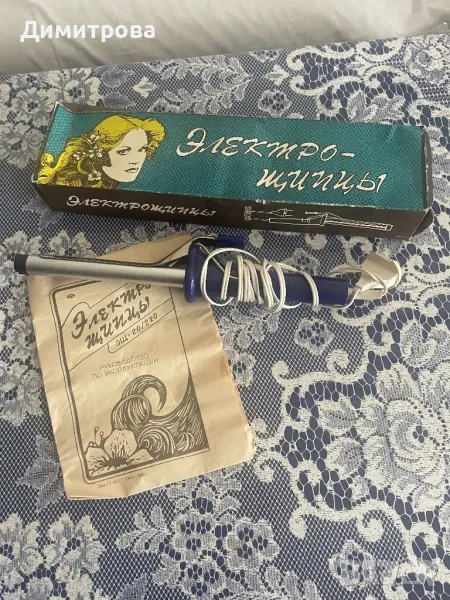 Димитрова
ЭЛЕКТРО-
ЩИПЦЫ
ЭЛЕКТРОЩИПЦЫ
Электро
щипцы
РУКОВОДСТВО
ПО ЭКСПЛУАТАЦИИ